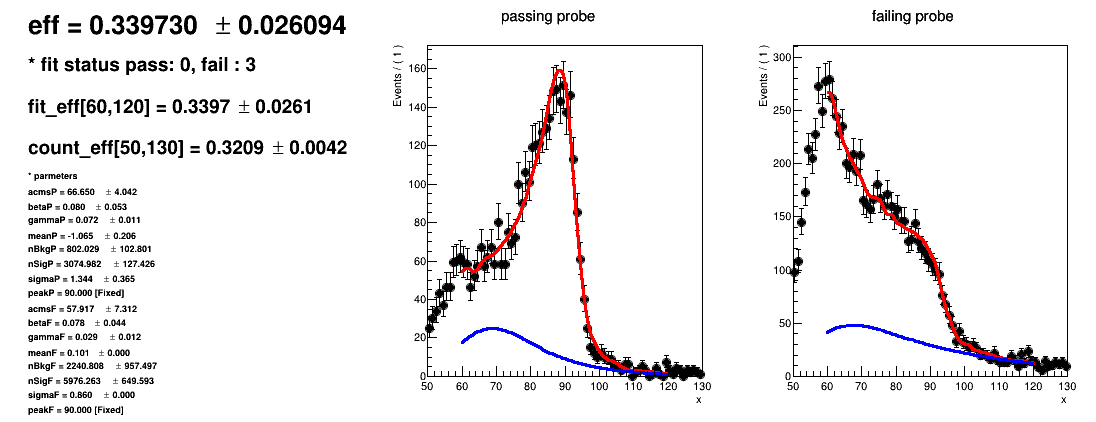 eff = 0.339730 ± 0.026094
* fit status pass: 0, fail : 3
fit_eff[60,120] = 0.3397 ± 0.0261
count_eff[50,130] = 0.3209 ± 0.0042
* parmeters
acmsP = 66.650 ± 4.042
betaP = 0.080 ± 0.053
gammaP = 0.072 ± 0.011
meanP = -1.065 ± 0.206
nBkgP = 802.029 ± 102.801
nSigP = 3074.982 ± 127.426
sigmaP = 1.344 ± 0.365
peakP = 90.000 [Fixed]
acmsF = 57.917 ± 7.312
betaF = 0.078 ± 0.044
gammaF = 0.029 ± 0.012
meanF = 0.101 ± 0.000
nBkgF = 2240.808 ± 957.497
nSigF = 5976.263 ± 649.593
sigmaF = 0.860 ± 0.000
peakF = 90.000 [Fixed]
passing probe
Events / ( 1 )
160
140
120
100
80
60
40
20
0
50 60 70 80 90 100 110 120 130
x
failing probe
Events / ( 1 )
300
250
200
150
100
50
0
50 60 70 80 90 100 110 120 130
x